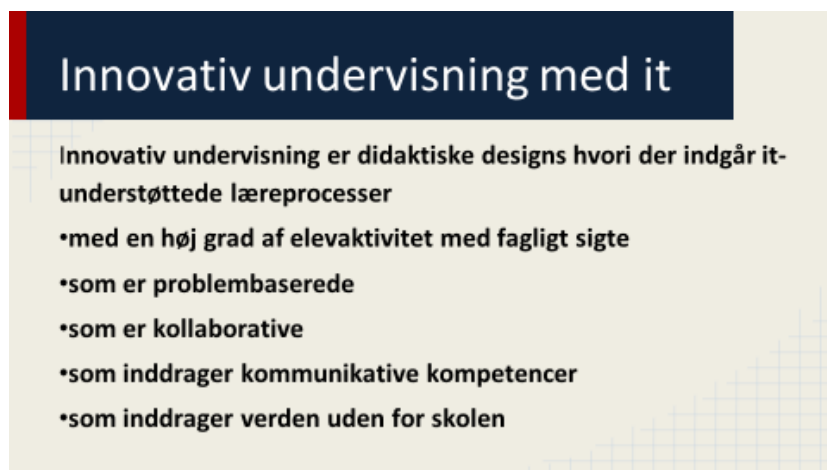 Innovativ undervisning med it
Innovativ undervisning er didaktiske designs hvori der indgår it-
understøttede læreprocesser
•med en høj grad af elevaktivitet med fagligt sigte
•som er problembaserede
•som er kollaborative
•som inddrager kommunikative kompetencer
•som inddrager verden uden for skolen